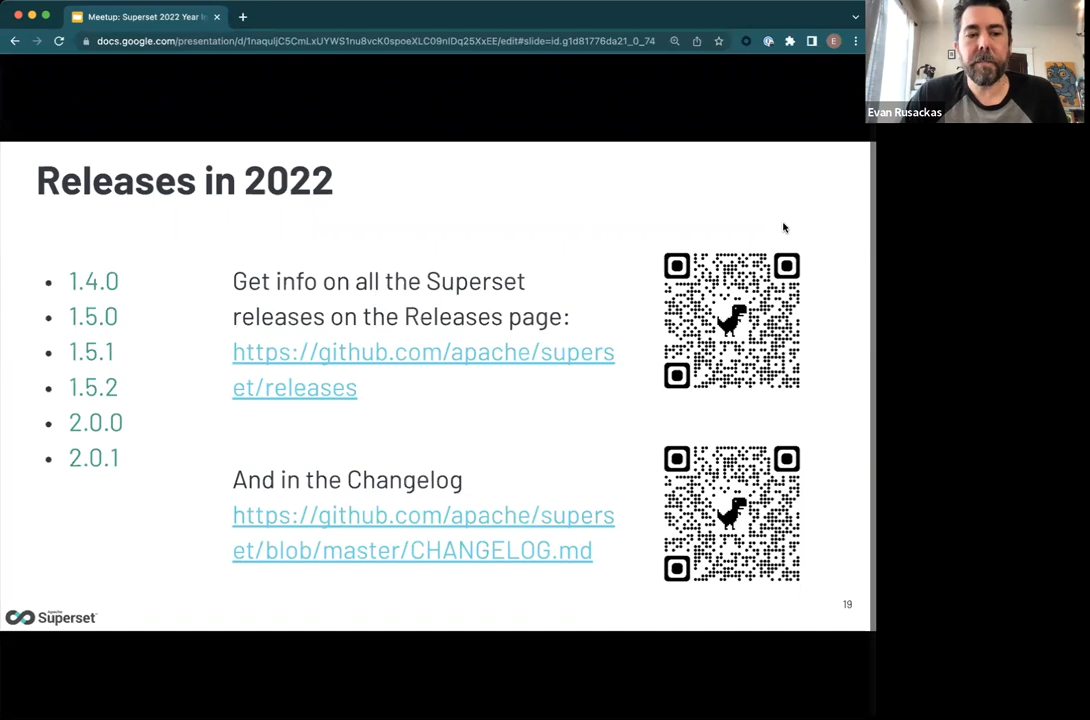 Meetup: Superset 2022 Year In
docs.google.com/presentation/d/1naquljC5CmLxUYWS1nu8vcK0spoeXLC09nIDq25XxEE/edit#slide=id.g1d81776da21_0_74
E
Evan Rusackas
Releases in 2022
1.4.0
1.5.0
1.5.1
1.5.2
2.0.0
2.0.1
Get info on all the Superset
releases on the Releases page:
https://github.com/apache/supers
et/releases
And in the Changelog
https://github.com/apache/supers
et/blob/master/CHANGELOG.md
Apache
Superset
19